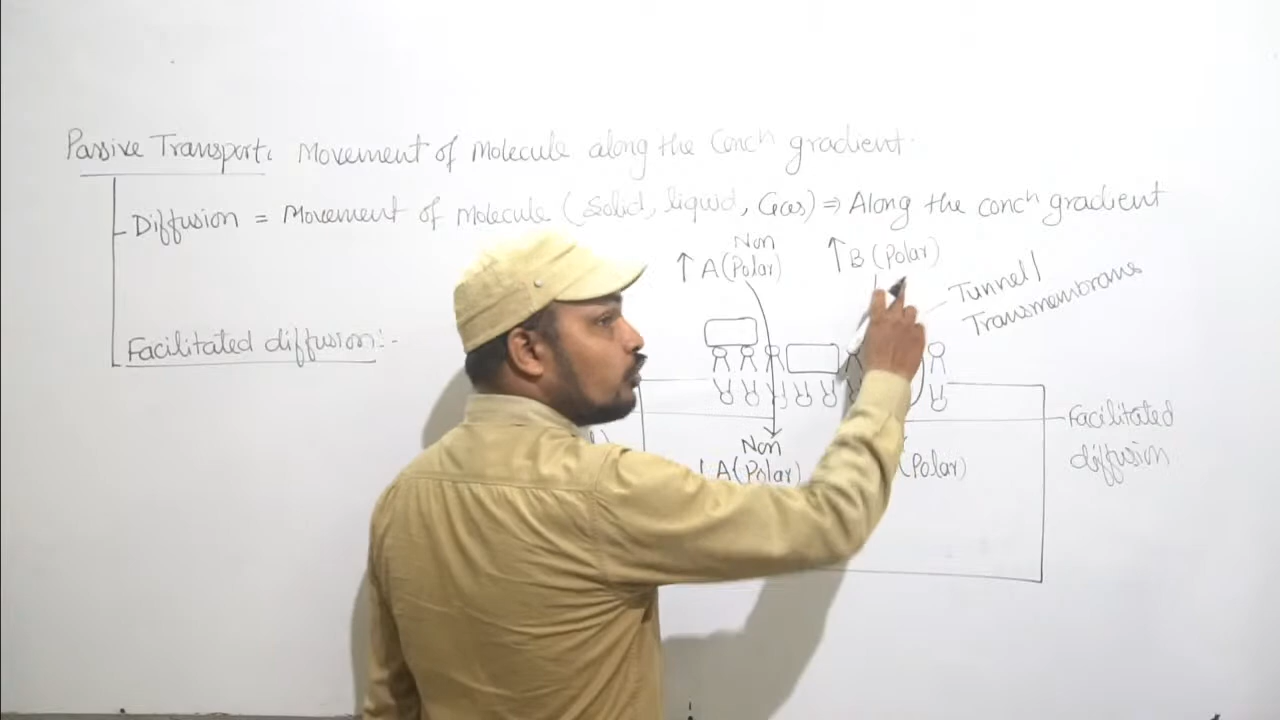 Passive Transport: Movement of Molecule along the Concn gradient.
Diffusion = Movement of Molecule (Solid, liquid, Gas) ⇒ Along the concn gradient
Non
↑ A (Polar)
↑ B (Polar)
Tunnel/
Transmembrane
Facilitated diffusion:-
Facilitated
diffusion
Non
↓ A (Polar)
(Polar)